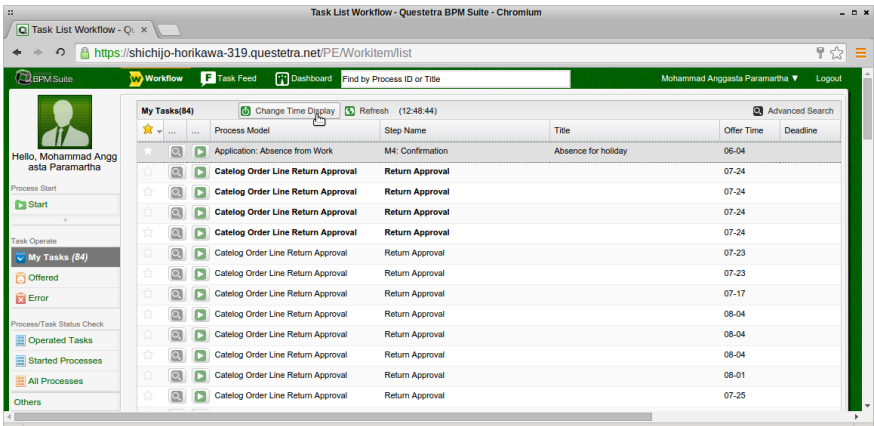 Task List Workflow - Questetra BPM Suite - Chromium
Task List Workflow - Qu
https://shichijo-horikawa-319.questetra.net/PE/Workitem/list
BPM Suite
Workflow
Task Feed
Dashboard
Find by Process ID or Title
Mohammad Anggasta Paramartha ▼
Logout
My Tasks(84)
Change Time Display
Refresh (12:48:44)
Advanced Search
... ... Process Model Step Name Title Offer Time Deadline
Application: Absence from Work M4: Confirmation Absence for holiday 06-04
Catelog Order Line Return Approval Return Approval 07-24
Catelog Order Line Return Approval Return Approval 07-24
Catelog Order Line Return Approval Return Approval 07-24
Catelog Order Line Return Approval Return Approval 07-24
Catelog Order Line Return Approval Return Approval 07-23
Catelog Order Line Return Approval Return Approval 07-23
Catelog Order Line Return Approval Return Approval 07-17
Catelog Order Line Return Approval Return Approval 08-04
Catelog Order Line Return Approval Return Approval 08-04
Catelog Order Line Return Approval Return Approval 08-04
Catelog Order Line Return Approval Return Approval 08-01
Catelog Order Line Return Approval Return Approval 07-25
Hello, Mohammad Angg
asta Paramartha
Process Start
Start
+
Task Operate
My Tasks (84)
Offered
Error
Process/Task Status Check
Operated Tasks
Started Processes
All Processes
Others